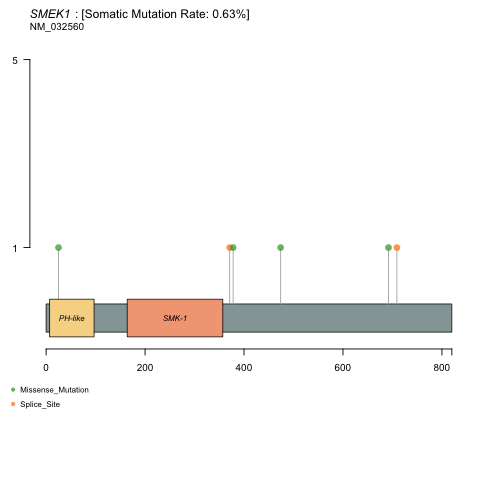 SMEK1 : [Somatic Mutation Rate: 0.63%]
NM_032560
5
1
PH-like
SMK-1
0 200 400 600 800
Missense_Mutation
Splice_Site